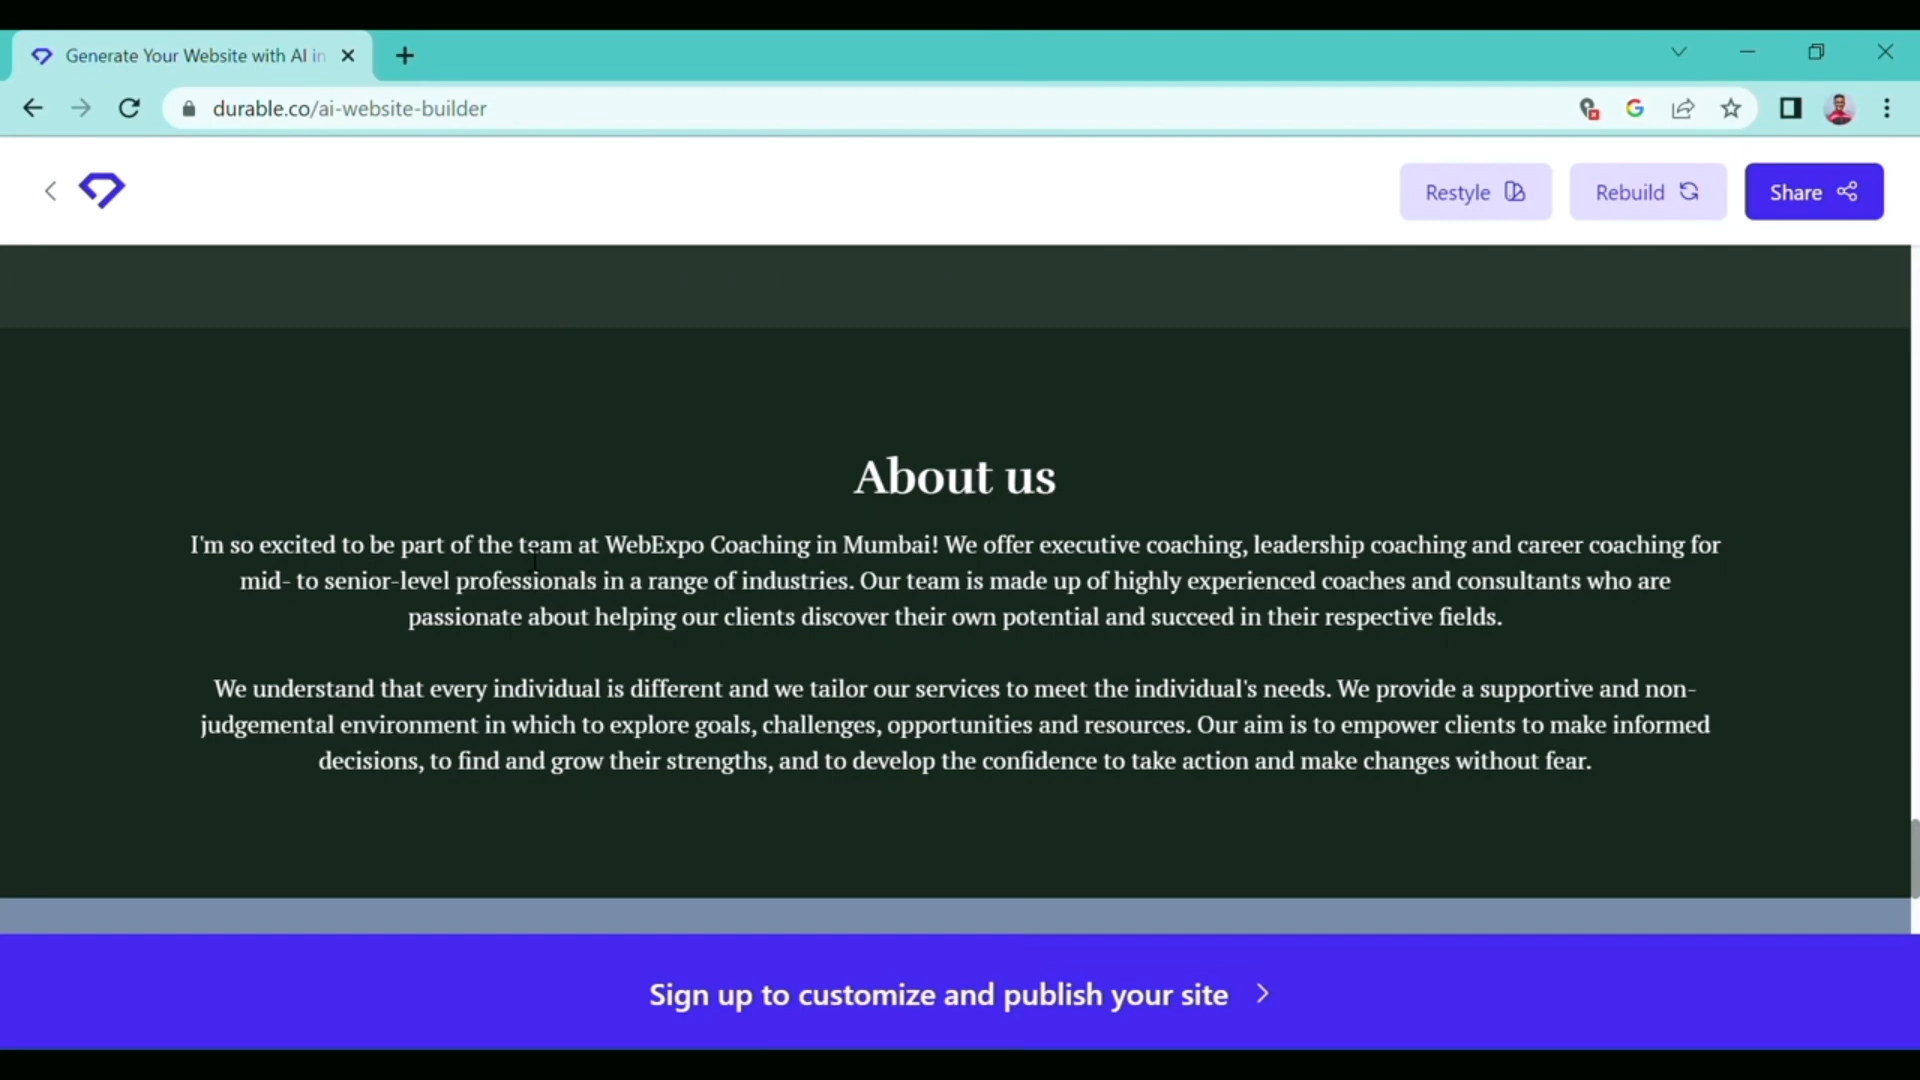 Generate Your Website with AI in
durable.co/ai-website-builder
Restyle
Rebuild
Share
About us
I'm so excited to be part of the team at WebExpo Coaching in Mumbai! We offer executive coaching, leadership coaching and career coaching for
mid- to senior-level professionals in a range of industries. Our team is made up of highly experienced coaches and consultants who are
passionate about helping our clients discover their own potential and succeed in their respective fields.
We understand that every individual is different and we tailor our services to meet the individual's needs. We provide a supportive and non-
judgemental environment in which to explore goals, challenges, opportunities and resources. Our aim is to empower clients to make informed
decisions, to find and grow their strengths, and to develop the confidence to take action and make changes without fear.
Sign up to customize and publish your site